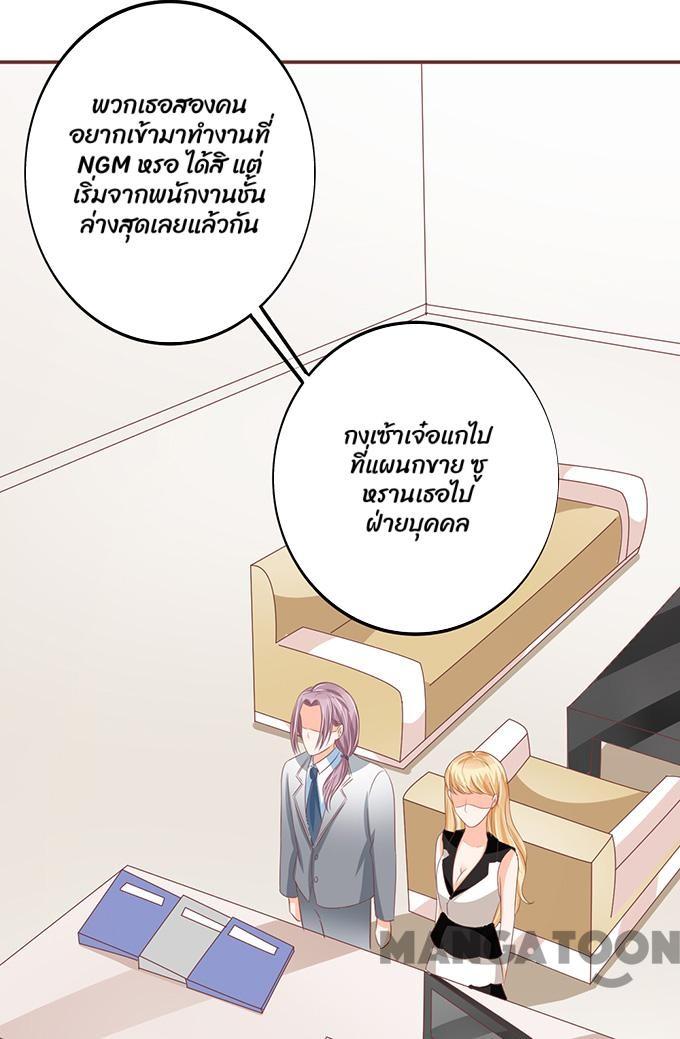 พวกเธอสองคน
อยากเข้ามาทำงานที่
NGM หรอ ได้สิ แต่
เริ่มจากพนักงานชั้น
ล่างสุดเลยแล้วกัน
กงเซ้าเจ๋อแกไป
ที่แผนกขาย ซู
หรานเธอไป
ฝ่ายบุคคล
MANGATOON